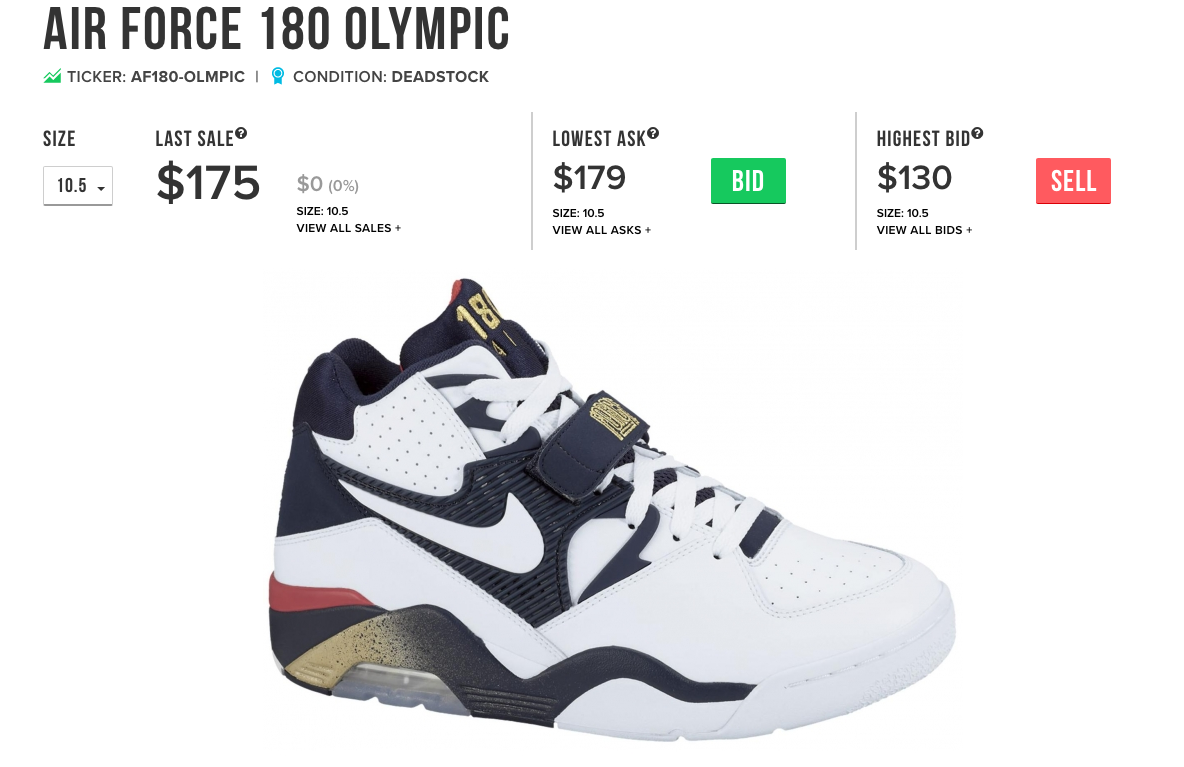 AIR FORCE 180 OLYMPIC
TICKER: AF180-OLMPIC | CONDITION: DEADSTOCK
SIZE
10.5
LAST SALE?
$175
$0 (0%)
SIZE: 10.5
VIEW ALL SALES +
LOWEST ASK?
$179
SIZE: 10.5
VIEW ALL ASKS +
BID
HIGHEST BID?
$130
SIZE: 10.5
VIEW ALL BIDS +
SELL
180
FORCE